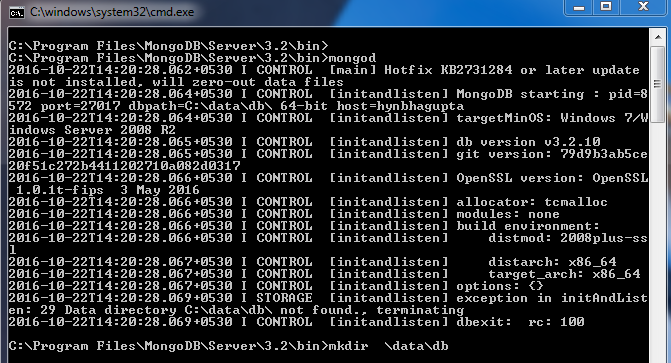 C:\windows\system32\cmd.exe
C:\Program Files\MongoDB\Server\3.2\bin>
C:\Program Files\MongoDB\Server\3.2\bin>mongod
2016-10-22T14:20:28.062+0530 I CONTROL  [main] Hotfix KB2731284 or later update
is not installed, will zero-out data files
2016-10-22T14:20:28.064+0530 I CONTROL  [initandlisten] MongoDB starting : pid=8
572 port=27017 dbpath=C:\data\db\ 64-bit host=hynbhagupta
2016-10-22T14:20:28.064+0530 I CONTROL  [initandlisten] targetMinOS: Windows 7/W
indows Server 2008 R2
2016-10-22T14:20:28.065+0530 I CONTROL  [initandlisten] db version v3.2.10
2016-10-22T14:20:28.065+0530 I CONTROL  [initandlisten] git version: 79d9b3ab5ce
20f51c272b4411202710a082d0317
2016-10-22T14:20:28.066+0530 I CONTROL  [initandlisten] OpenSSL version: OpenSSL
 1.0.1t-fips  3 May 2016
2016-10-22T14:20:28.066+0530 I CONTROL  [initandlisten] allocator: tcmalloc
2016-10-22T14:20:28.066+0530 I CONTROL  [initandlisten] modules: none
2016-10-22T14:20:28.066+0530 I CONTROL  [initandlisten] build environment:
2016-10-22T14:20:28.066+0530 I CONTROL  [initandlisten]     distmod: 2008plus-ss
l
2016-10-22T14:20:28.067+0530 I CONTROL  [initandlisten]     distarch: x86_64
2016-10-22T14:20:28.067+0530 I CONTROL  [initandlisten]     target_arch: x86_64
2016-10-22T14:20:28.067+0530 I CONTROL  [initandlisten] options: {}
2016-10-22T14:20:28.069+0530 I STORAGE  [initandlisten] exception in initAndList
en: 29 Data directory C:\data\db\ not found., terminating
2016-10-22T14:20:28.069+0530 I CONTROL  [initandlisten] dbexit:  rc: 100
C:\Program Files\MongoDB\Server\3.2\bin>mkdir  \data\db